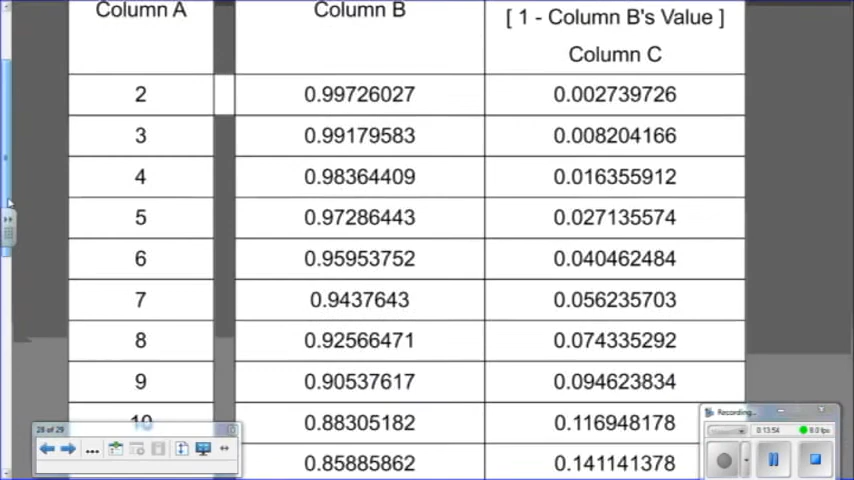 Column A Column B [ 1 - Column B's Value ]
Column C
2 0.99726027 0.002739726
3 0.99179583 0.008204166
4 0.98364409 0.016355912
5 0.97286443 0.027135574
6 0.95953752 0.040462484
7 0.9437643 0.056235703
8 0.92566471 0.074335292
9 0.90537617 0.094623834
10 0.88305182 0.116948178
0.85885862 0.141141378
28 of 29
Recording...
0:13:54 8.0 fps